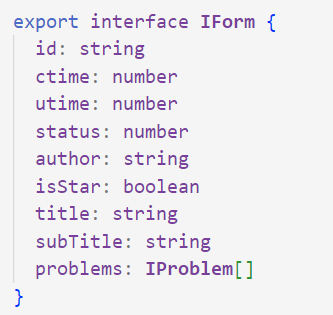 export interface IForm {
  id: string
  ctime: number
  utime: number
  status: number
  author: string
  isStar: boolean
  title: string
  subTitle: string
  problems: IProblem[]
}